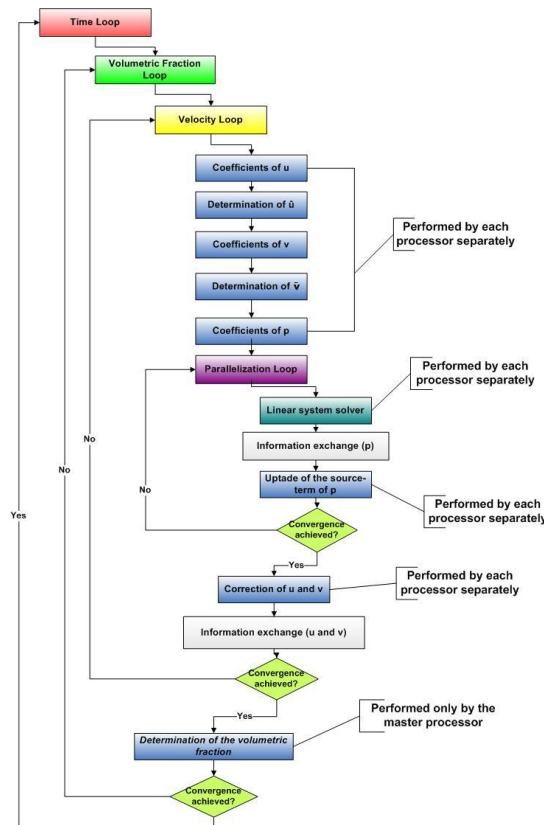 Time Loop
Volumetric Fraction
Loop
Velocity Loop
Coefficients of u
Determination of û
Coefficients of v
Determination of ṽ
Coefficients of p
Performed by each
processor separately
Parallelization Loop
Linear system solver
Performed by each
processor separately
Information exchange (p)
Uptade of the source-
term of p
Performed by each
processor separately
No
No
No
Yes
Convergence
achieved?
Yes
Correction of u and v
Performed by each
processor separately
Information exchange (u and v)
Convergence
achieved?
Yes
Determination of the volumetric
fraction
Performed only by the
master processor
Convergence
achieved?